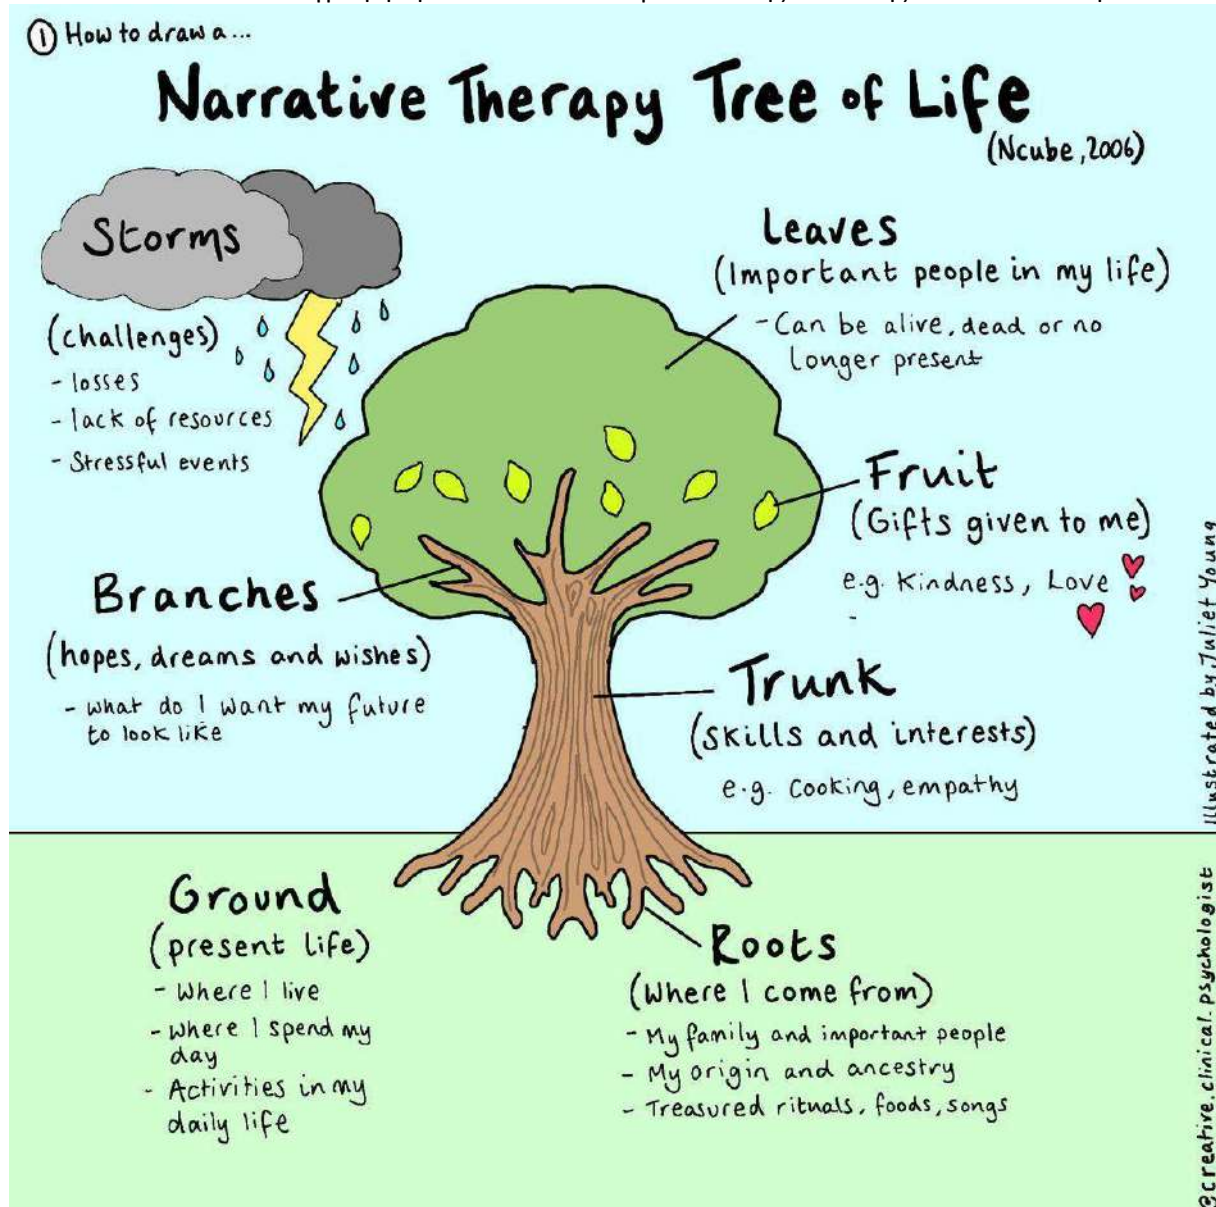 ① How to draw a...
Narrative Therapy Tree of Life
(Ncube, 2006)
Storms
(challenges)
- losses
- lack of resources
- Stressful events
Leaves
(Important people in my life)
- Can be alive, dead or no
longer present
Fruit
(Gifts given to me)
e.g. Kindness, Love
-
Branches
(hopes, dreams and wishes)
- what do I want my future
to look like
Trunk
(skills and interests)
e.g. Cooking, empathy
Ground
(present life)
- Where I live
- where I spend my
day
- Activities in my
daily life
Roots
(Where I come from)
- My family and important people
- My origin and ancestry
- Treasured rituals, foods, songs
Illustrated by Juliet Young
@creative.clinical.psychologist